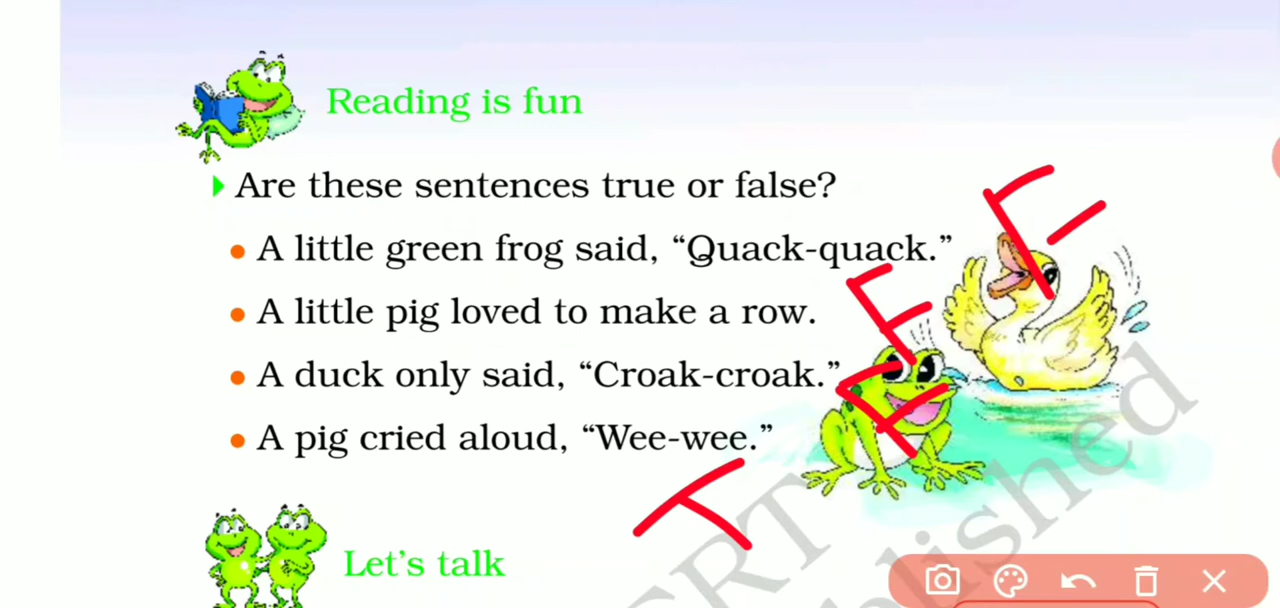 Reading is fun
Are these sentences true or false?
F
• A little green frog said, “Quack-quack.”
F
• A little pig loved to make a row.
• A duck only said, “Croak-croak.”
F
• A pig cried aloud, “Wee-wee.”
T
Let’s talk